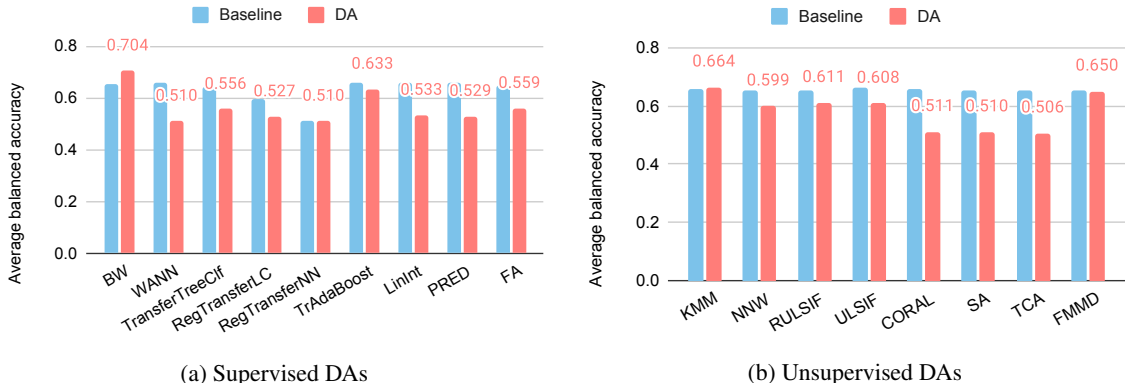 Baseline DA
Average balanced accuracy
0.8
0.6
0.4
0.2
0.0
0.704
0.510
0.556
0.527
0.510
0.633
0.533
0.529
0.559
BW
WANN
TransferTreeClf
RegTransferLC
RegTransferNN
TrAdaBoost
LinInt
PRED
FA
(a) Supervised DAs
Baseline DA
Average balanced accuracy
0.8
0.6
0.4
0.2
0.0
0.664
0.599
0.611
0.608
0.511
0.510
0.506
0.650
KMM
NNW
RULSIF
ULSIF
CORAL
SA
TCA
FMMD
(b) Unsupervised DAs